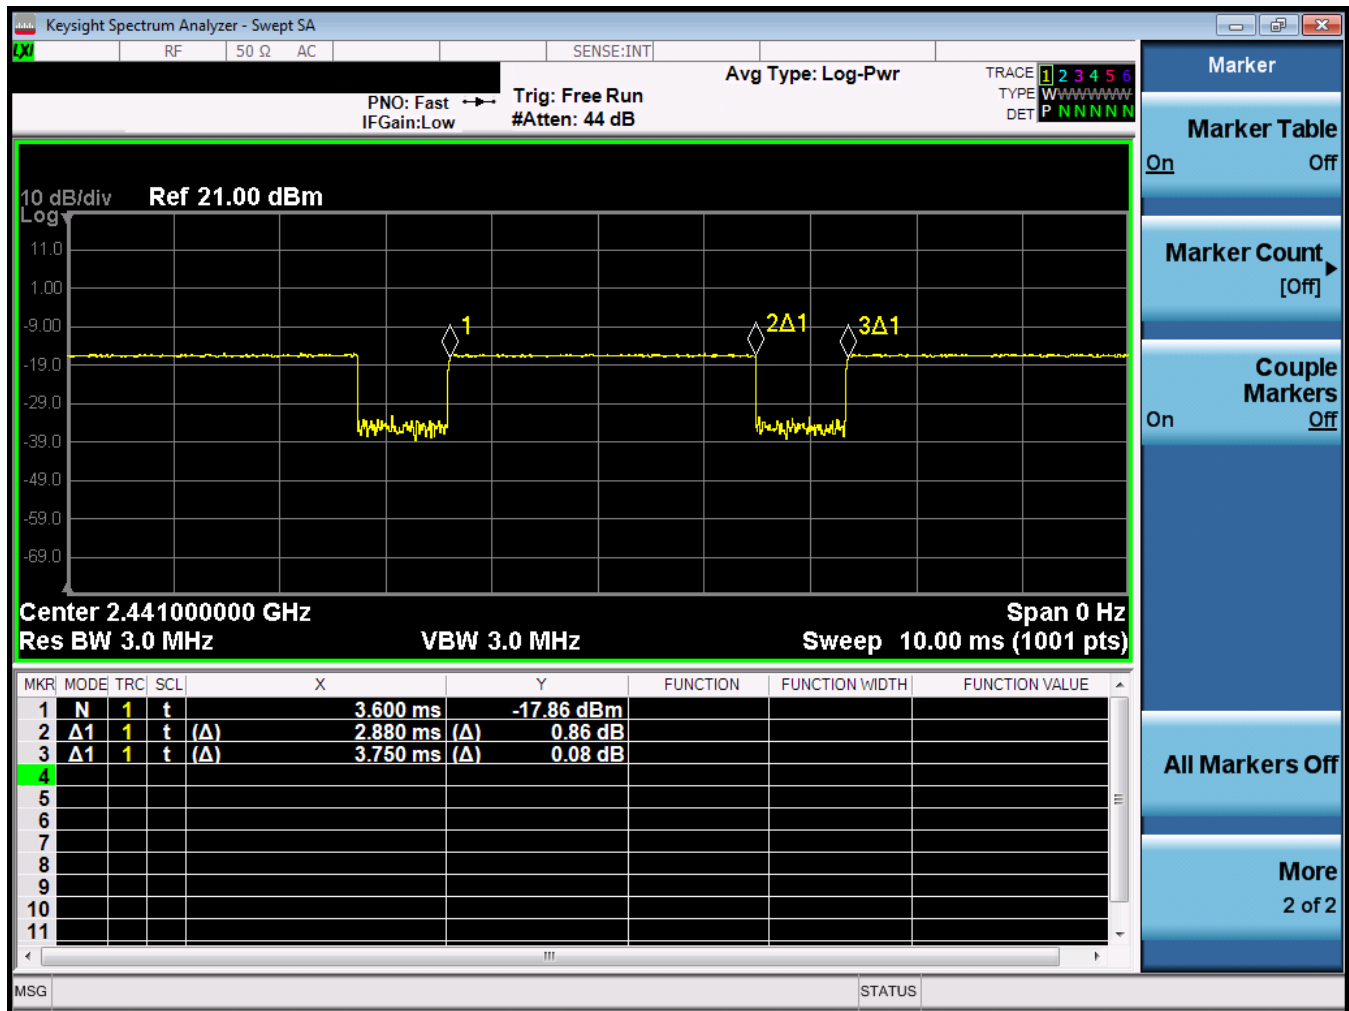 Keysight Spectrum Analyzer - Swept SA
LXI RF 50 Ω AC SENSE:INT
Marker
Avg Type: Log-Pwr
TRACE 1 2 3 4 5 6
TYPE WWWWWWW
DET P N N N N N
PNO: Fast
IFGain:Low
Trig: Free Run
#Atten: 44 dB
Marker Table
On Off
10 dB/div Ref 21.00 dBm
Log
11.0
1.00
-9.00
-19.0
-29.0
-39.0
-49.0
-59.0
-69.0
1
2Δ1
3Δ1
Marker Count
[Off]
Couple
Markers
On Off
Center 2.441000000 GHz Span 0 Hz
Res BW 3.0 MHz VBW 3.0 MHz Sweep 10.00 ms (1001 pts)
MKR MODE TRC SCL X Y FUNCTION FUNCTION WIDTH FUNCTION VALUE
1 N 1 t 3.600 ms -17.86 dBm
2 Δ1 1 t (Δ) 2.880 ms (Δ) 0.86 dB
3 Δ1 1 t (Δ) 3.750 ms (Δ) 0.08 dB
4
5
6
7
8
9
10
11
All Markers Off
More
2 of 2
MSG STATUS